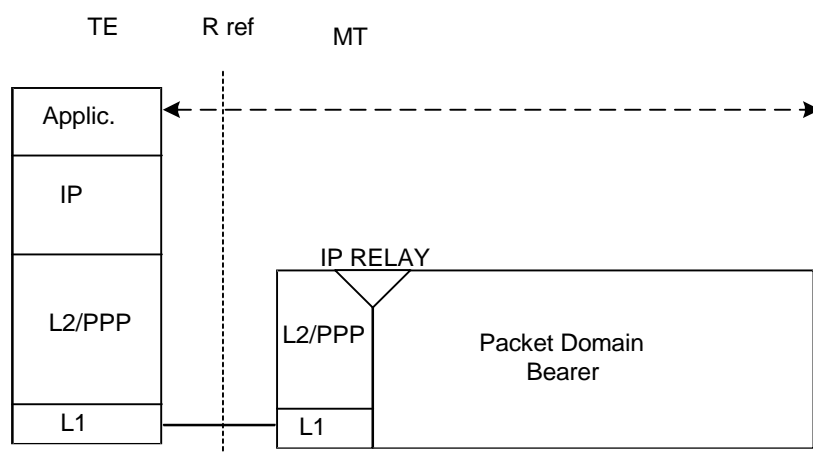 TE
R ref
MT
Applic.
IP
IP RELAY
L2/PPP
L2/PPP
Packet Domain
Bearer
L1
L1